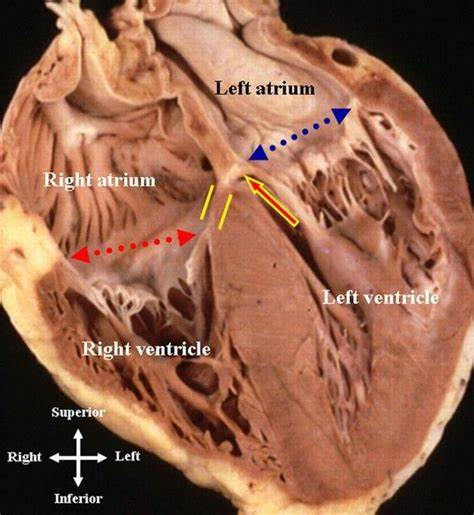 Left atrium
Right atrium
Left ventricle
Right ventricle
Superior
Right
Left
Inferior